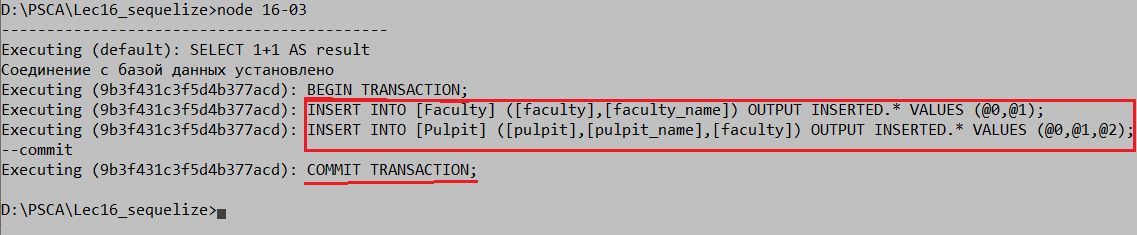 D:\PSCA\Lec16_sequelize>node 16-03
-------------------------------------------
Executing (default): SELECT 1+1 AS result
Соединение с базой данных установлено
Executing (9b3f431c3f5d4b377acd): BEGIN TRANSACTION;
Executing (9b3f431c3f5d4b377acd): INSERT INTO [Faculty] ([faculty],[faculty_name]) OUTPUT INSERTED.* VALUES (@0,@1);
Executing (9b3f431c3f5d4b377acd): INSERT INTO [Pulpit] ([pulpit],[pulpit_name],[faculty]) OUTPUT INSERTED.* VALUES (@0,@1,@2);
--commit
Executing (9b3f431c3f5d4b377acd): COMMIT TRANSACTION;
D:\PSCA\Lec16_sequelize>